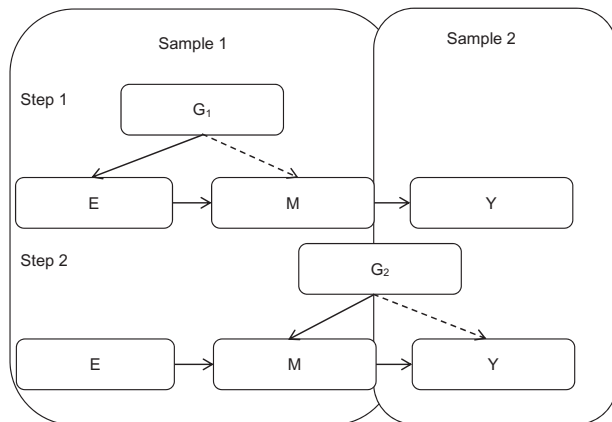 Sample 1
Sample 2
Step 1
G₁
E
M
Y
Step 2
G₂
E
M
Y